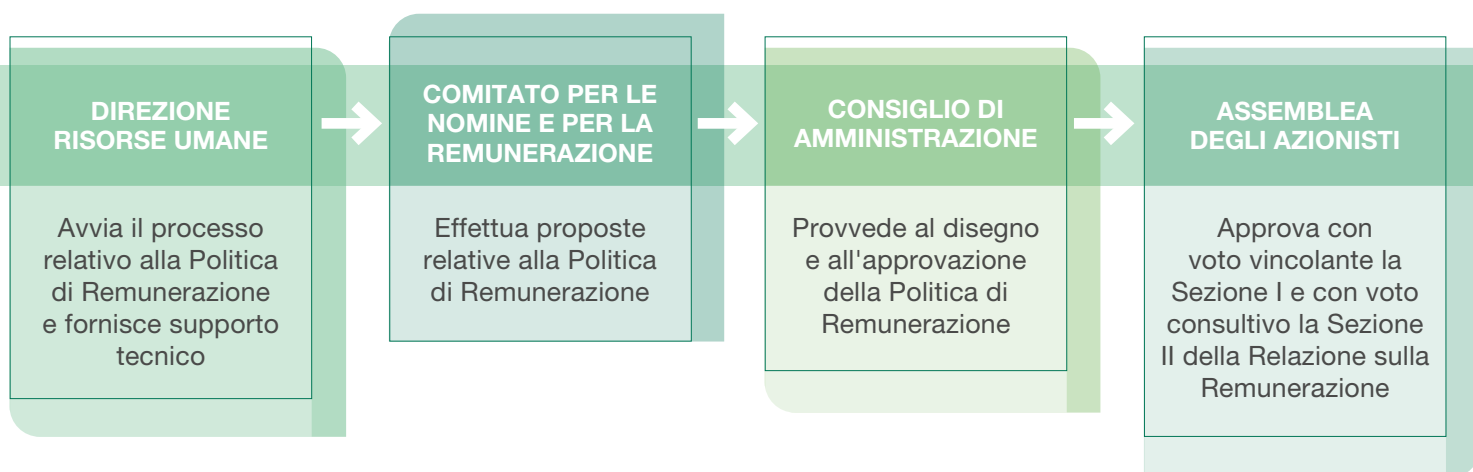 DIREZIONE
RISORSE UMANE
Avvia il processo
relativo alla Politica
di Remunerazione
e fornisce supporto
tecnico
COMITATO PER LE
NOMINE E PER LA
REMUNERAZIONE
Effettua proposte
relative alla Politica
di Remunerazione
CONSIGLIO DI
AMMINISTRAZIONE
Provvede al disegno
e all'approvazione
della Politica di
Remunerazione
ASSEMBLEA
DEGLI AZIONISTI
Approva con
voto vincolante la
Sezione I e con voto
consultivo la Sezione
II della Relazione sulla
Remunerazione